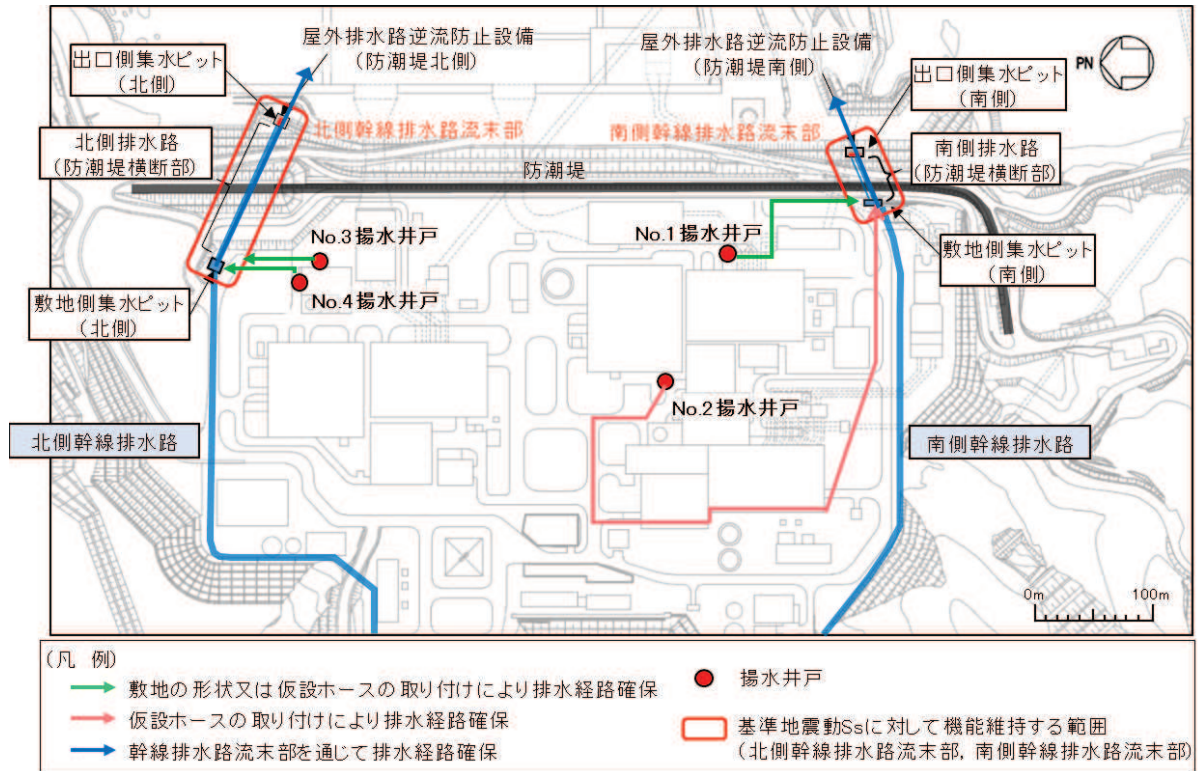 屋外排水路逆流防止設備
(防潮堤北側)
屋外排水路逆流防止設備
(防潮堤南側)
PN
出口側集水ピット
(北側)
出口側集水ピット
(南側)
北側幹線排水路流末部
南側幹線排水路流末部
北側排水路
(防潮堤横断部)
南側排水路
(防潮堤横断部)
防潮堤
No.3揚水井戸
No.1揚水井戸
No.4揚水井戸
敷地側集水ピット
(南側)
敷地側集水ピット
(北側)
No.2揚水井戸
北側幹線排水路
南側幹線排水路
0m 100m
(凡 例)
敷地の形状又は仮設ホースの取り付けにより排水経路確保
仮設ホースの取り付けにより排水経路確保
幹線排水路流末部を通じて排水経路確保
揚水井戸
基準地震動Ssに対して機能維持する範囲
(北側幹線排水路流末部, 南側幹線排水路流末部)